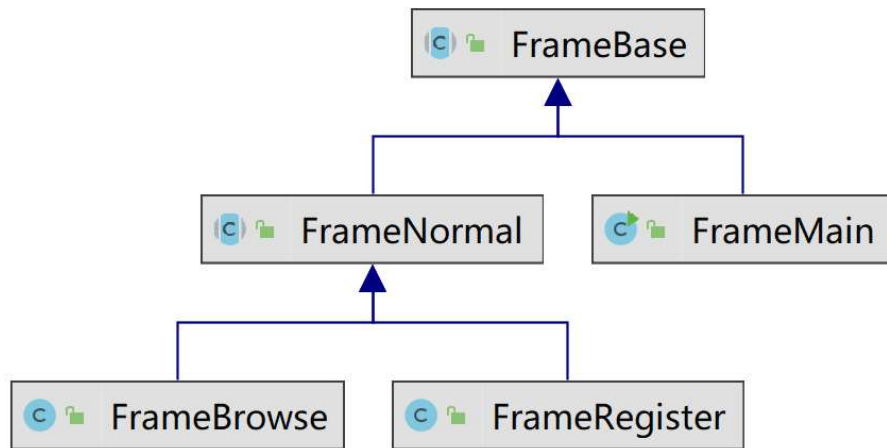 C FrameBase
C FrameNormal
C FrameMain
C FrameBrowse
C FrameRegister